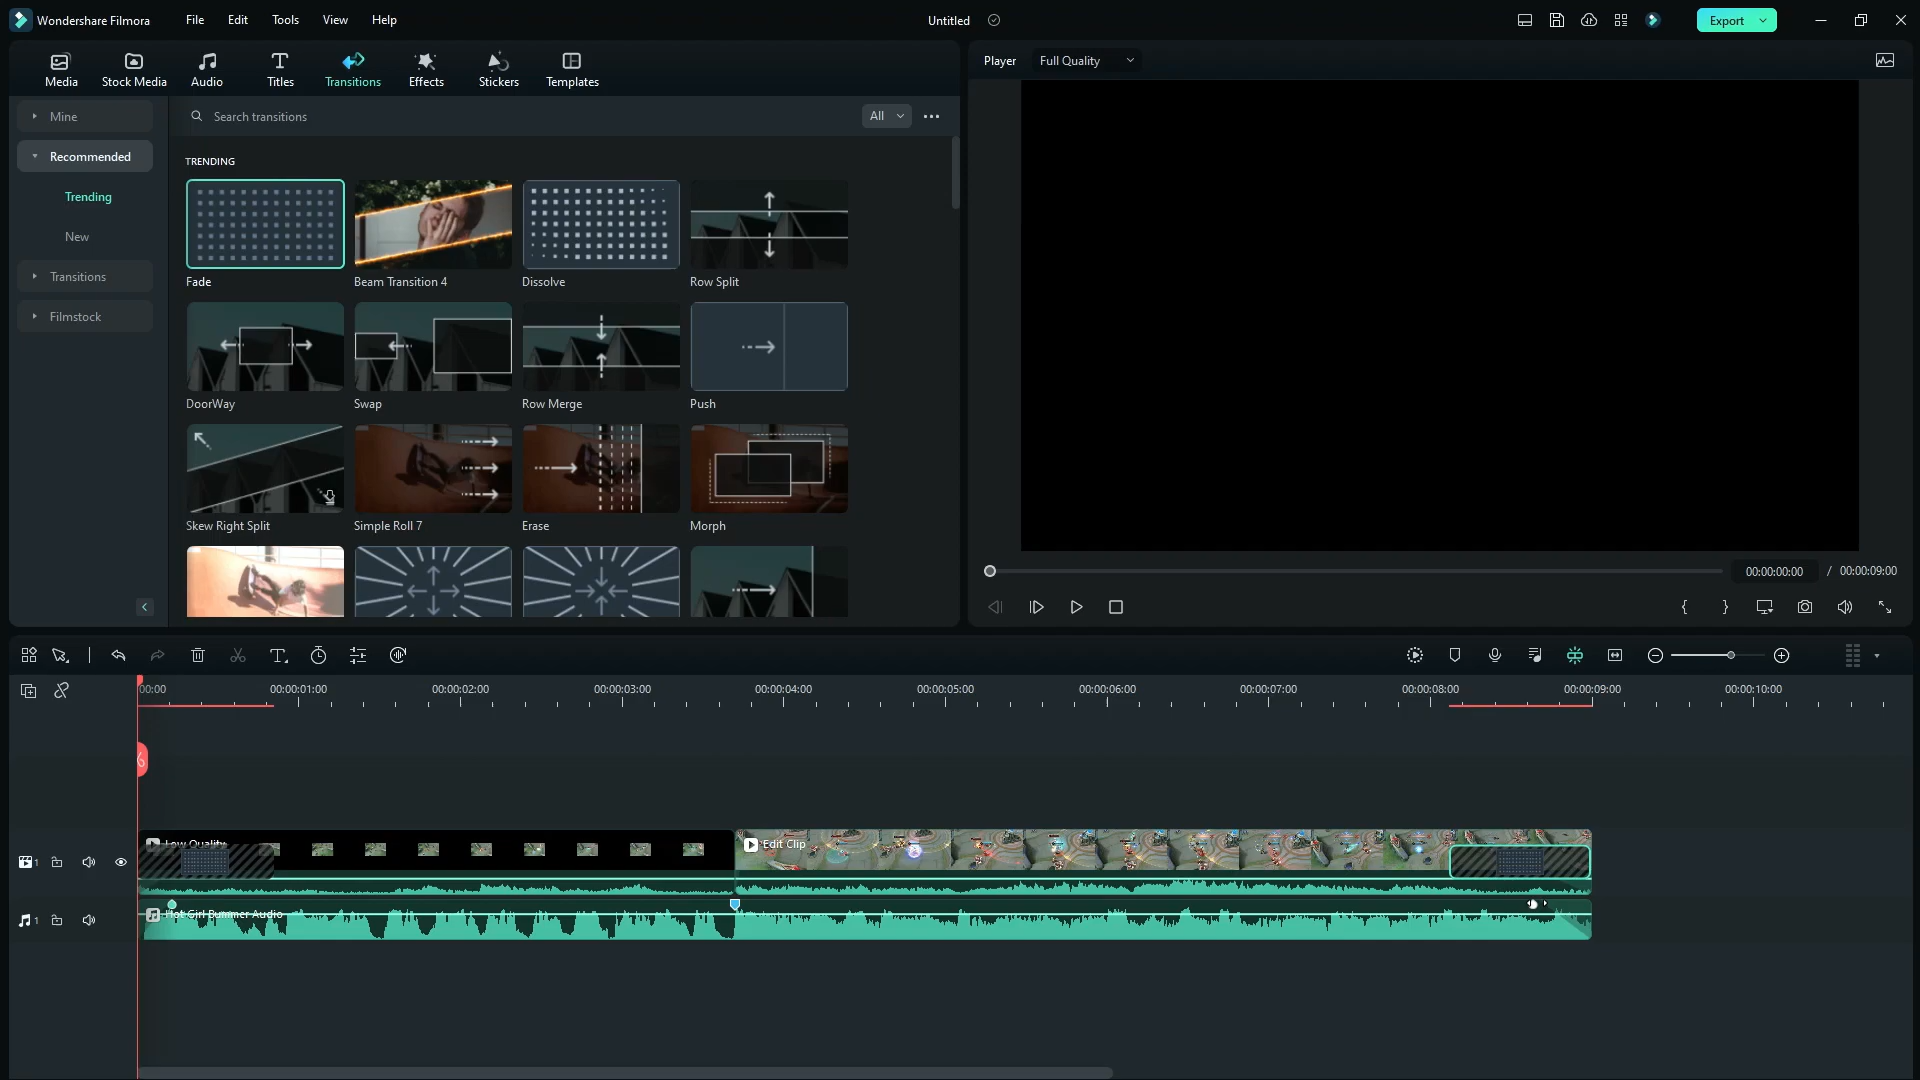 Wondershare Filmora
File
Edit
Tools
View
Help
Untitled
Export
Media
Stock Media
Audio
Titles
Transitions
Effects
Stickers
Templates
Player
Full Quality
Mine
Recommended
Trending
New
Transitions
Filmstock
Search transitions
All
TRENDING
Fade
Beam Transition 4
Dissolve
Row Split
DoorWay
Swap
Row Merge
Push
Skew Right Split
Simple Roll 7
Erase
Morph
00:00:00:00 / 00:00:09:00
00:00
00:00:01:00
00:00:02:00
00:00:03:00
00:00:04:00
00:00:05:00
00:00:06:00
00:00:07:00
00:00:08:00
00:00:09:00
00:00:10:00
Low Quality
Edit Clip
1
Hot Girl Bummer Audio
1